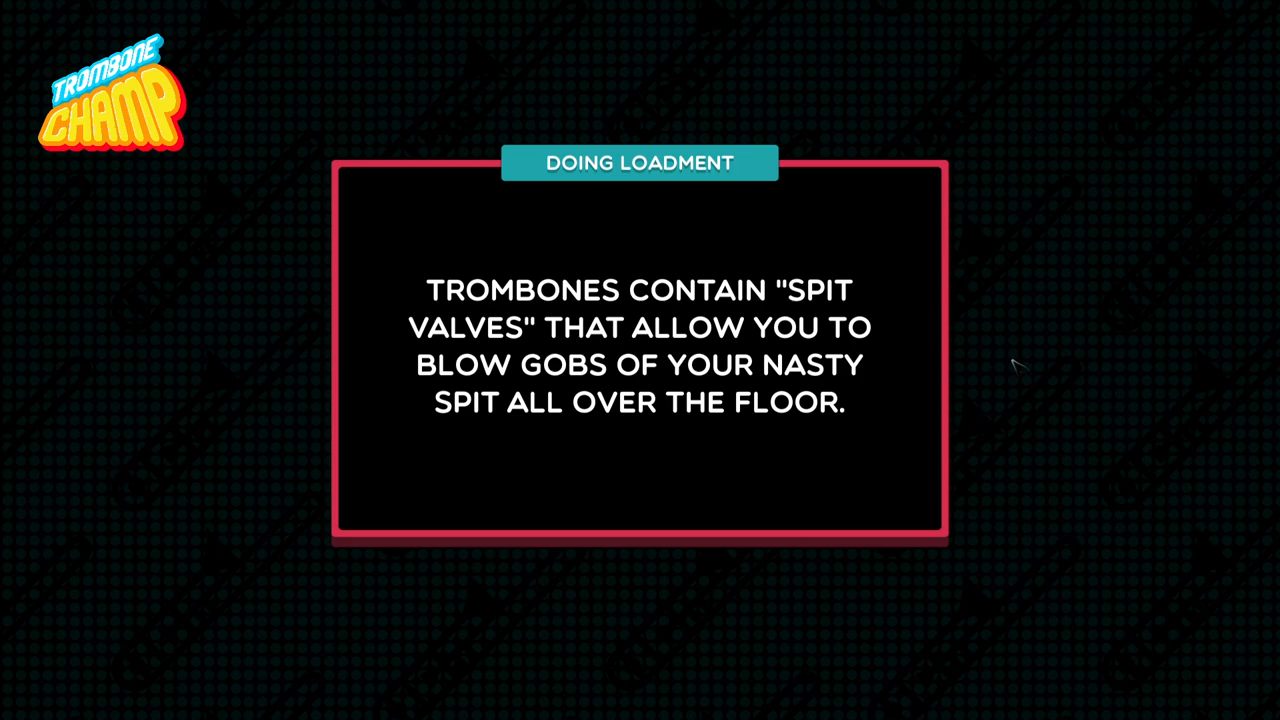 TROMBONE
CHAMP
DOING LOADMENT
TROMBONES CONTAIN "SPIT
VALVES" THAT ALLOW YOU TO
BLOW GOBS OF YOUR NASTY
SPIT ALL OVER THE FLOOR.